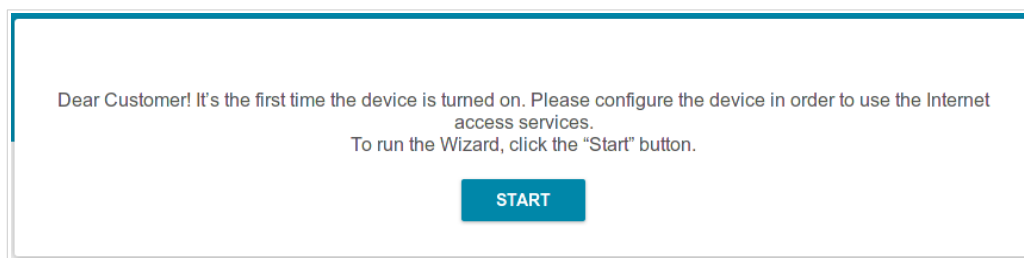 Dear Customer! It’s the first time the device is turned on. Please configure the device in order to use the Internet
access services.
To run the Wizard, click the “Start” button.
START